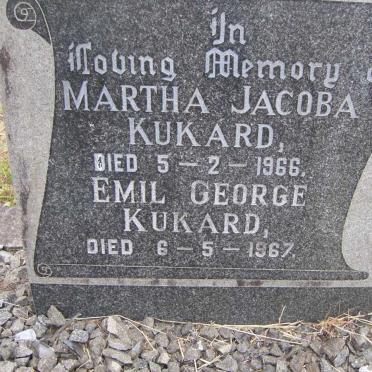 In
Loving Memory
MARTHA JACOBA
KUKARD,
DIED 5-2-1966.
EMIL GEORGE
KUKARD,
DIED 6-5-1967.